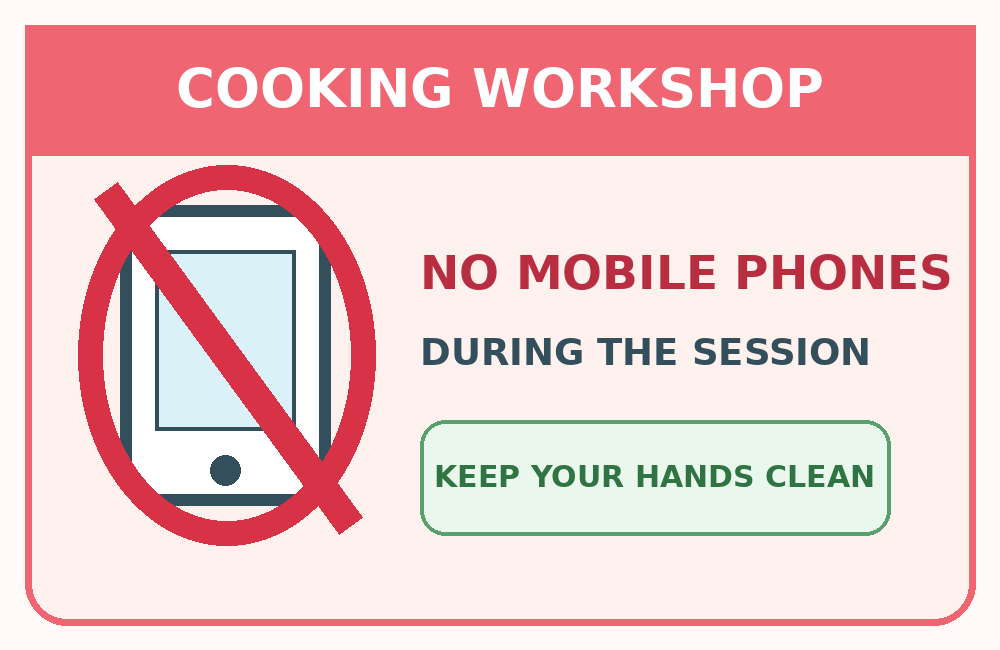 COOKING WORKSHOP
NO MOBILE PHONES
DURING THE SESSION
KEEP YOUR HANDS CLEAN